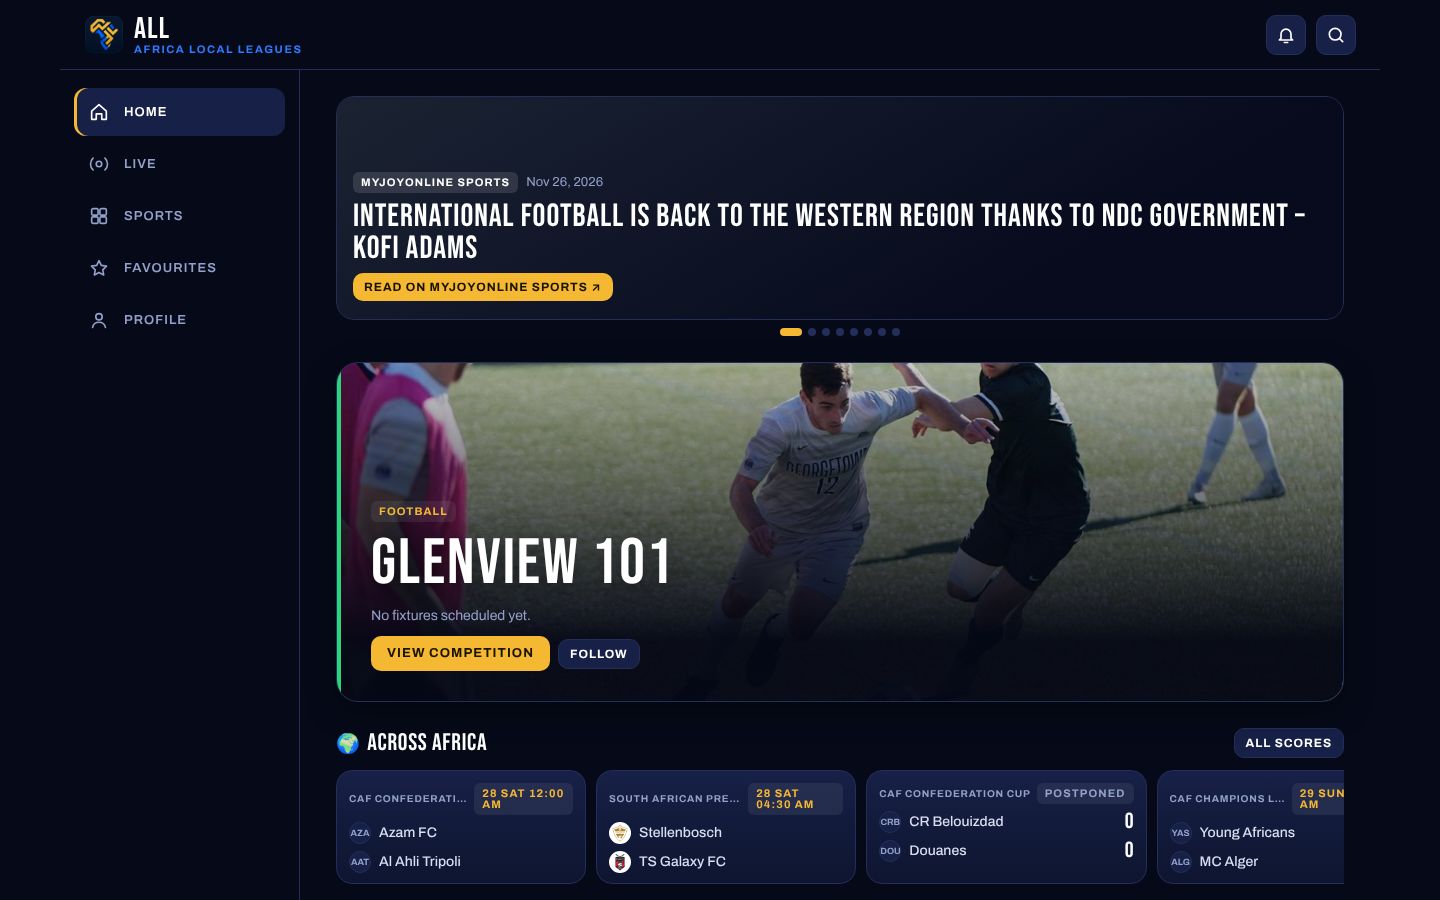 ALL
AFRICA LOCAL LEAGUES
HOME
LIVE
SPORTS
FAVOURITES
PROFILE
MYJOYONLINE SPORTS Nov 26, 2026
INTERNATIONAL FOOTBALL IS BACK TO THE WESTERN REGION THANKS TO NDC GOVERNMENT –
KOFI ADAMS
READ ON MYJOYONLINE SPORTS ↗
GEORGETOWN
12
FOOTBALL
GLENVIEW 101
No fixtures scheduled yet.
VIEW COMPETITION FOLLOW
ACROSS AFRICA
ALL SCORES
CAF CONFEDERATI... 28 SAT 12:00
AM
AZA Azam FC
AAT Al Ahli Tripoli
SOUTH AFRICAN PRE... 28 SAT
04:30 AM
Stellenbosch
TS Galaxy FC
CAF CONFEDERATION CUP POSTPONED
CRB CR Belouizdad 0
DOU Douanes 0
CAF CHAMPIONS L... 29 SUN
AM
YAS Young Africans
ALG MC Alger